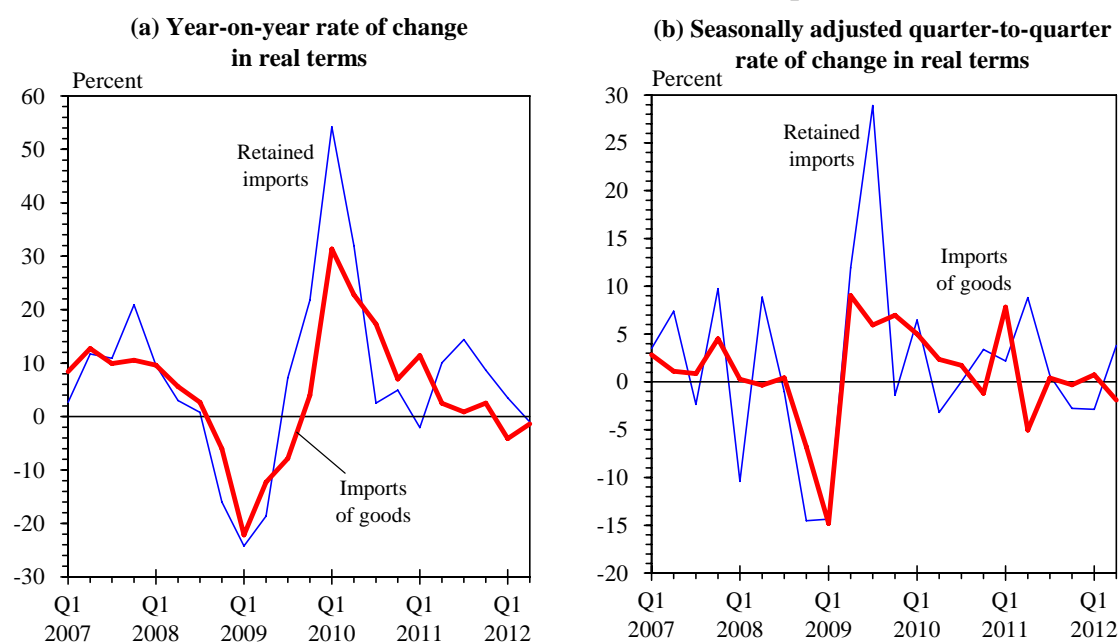 (a) Year-on-year rate of change
in real terms
Percent
60
50
40
30
20
10
0
-10
-20
-30
Retained
imports
Imports
of goods
Q1 Q1 Q1 Q1 Q1 Q1
2007 2008 2009 2010 2011 2012
(b) Seasonally adjusted quarter-to-quarter
rate of change in real terms
Percent
30
25
20
15
10
5
0
-5
-10
-15
-20
Retained
imports
Imports
of goods
Q1 Q1 Q1 Q1 Q1 Q1
2007 2008 2009 2010 2011 2012